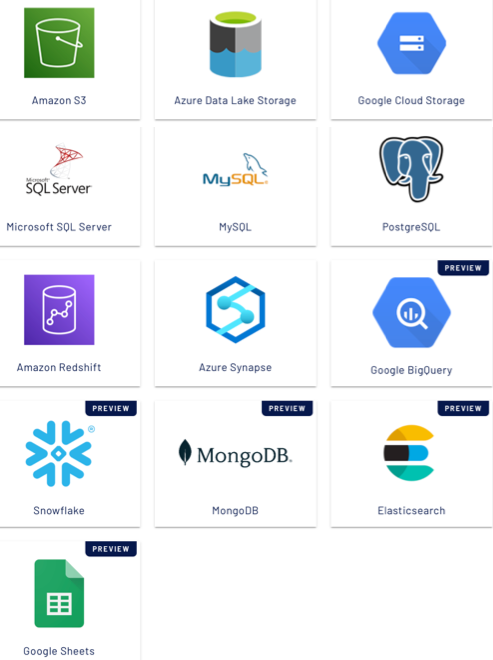 Amazon S3
Azure Data Lake Storage
Google Cloud Storage
Microsoft
SQL Server
MySQL
Microsoft SQL Server
MySQL
PostgreSQL
PREVIEW
Amazon Redshift
Azure Synapse
Google BigQuery
PREVIEW
PREVIEW
PREVIEW
®
MongoDB.
Snowflake
MongoDB
Elasticsearch
PREVIEW
Google Sheets